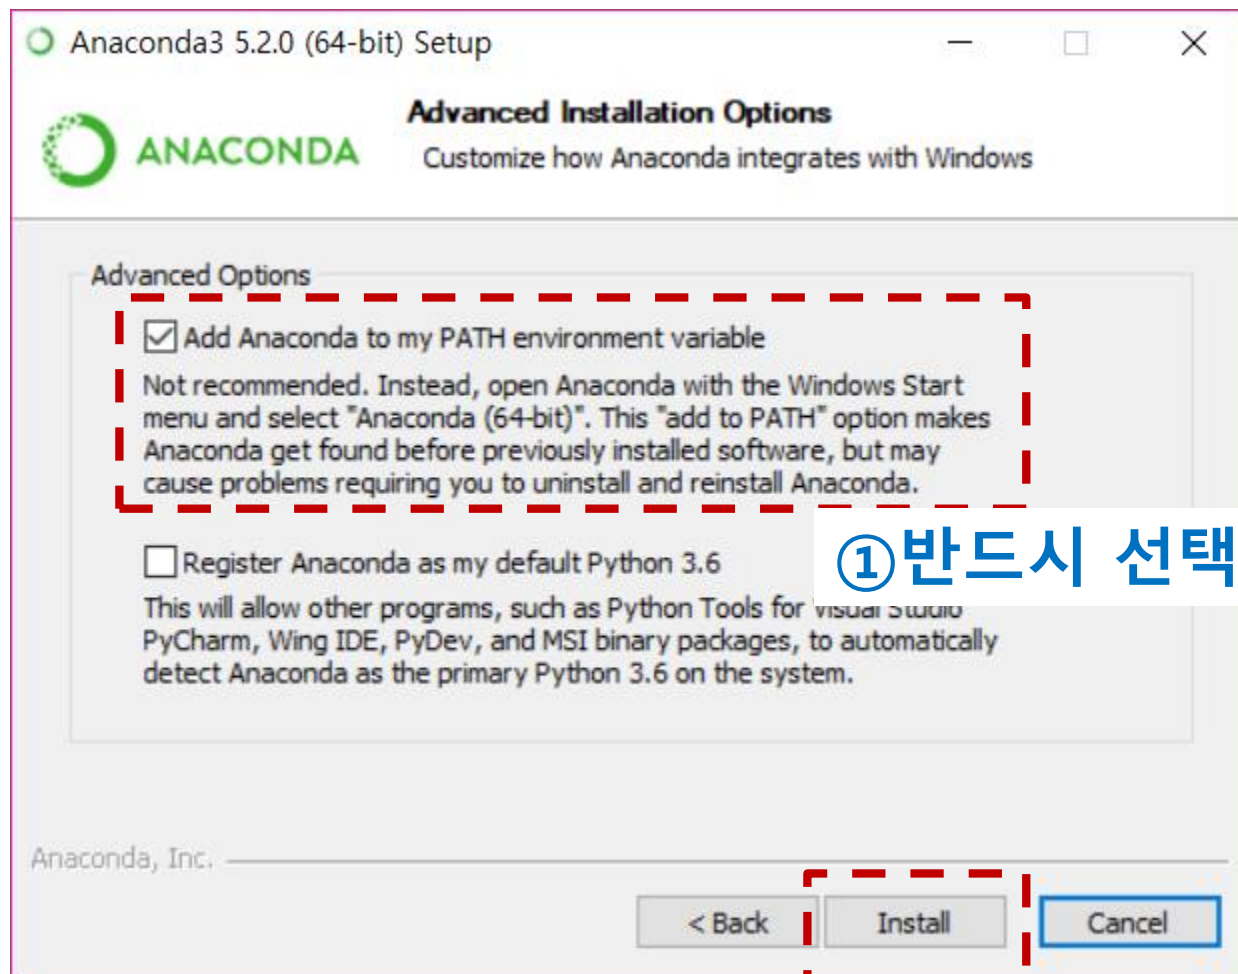 Anaconda3 5.2.0 (64-bit) Setup
ANACONDA
Advanced Installation Options
Customize how Anaconda integrates with Windows
Advanced Options
Add Anaconda to my PATH environment variable
Not recommended. Instead, open Anaconda with the Windows Start
menu and select "Anaconda (64-bit)". This "add to PATH" option makes
Anaconda get found before previously installed software, but may
cause problems requiring you to uninstall and reinstall Anaconda.
①반드시 선택
Register Anaconda as my default Python 3.6
This will allow other programs, such as Python Tools for Visual Studio
PyCharm, Wing IDE, PyDev, and MSI binary packages, to automatically
detect Anaconda as the primary Python 3.6 on the system.
Anaconda, Inc.
< Back
Install
Cancel